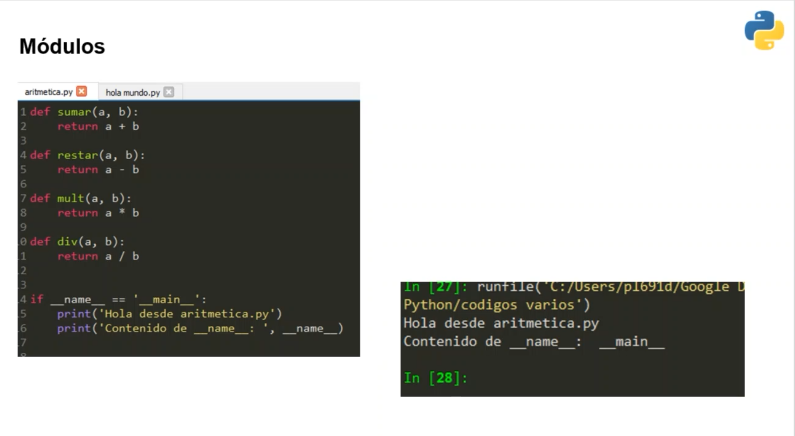 Módulos
aritmetica.py hola mundo.py
1 def sumar(a, b):
2 return a + b
3
4 def restar(a, b):
5 return a - b
6
7 def mult(a, b):
8 return a * b
9
0 def div(a, b):
1 return a / b
2
3
4 if __name__ == '__main__':
5 print('Hola desde aritmetica.py')
6 print('Contenido de __name__: ', __name__)
7
In [27]: runfile('C:/Users/pl691d/Google D
Python/codigos varios')
Hola desde aritmetica.py
Contenido de __name__: __main__
In [28]: